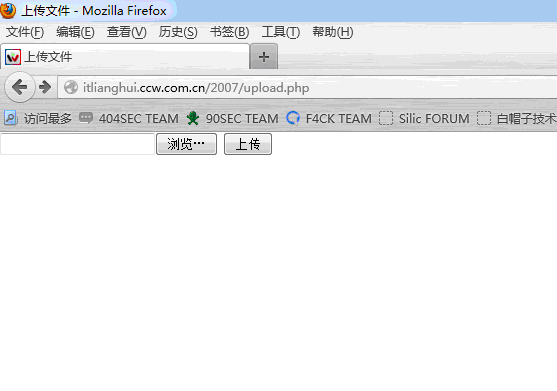 上传文件 - Mozilla Firefox
文件(F) 编辑(E) 查看(V) 历史(S) 书签(B) 工具(T) 帮助(H)
上传文件
itlianghui.ccw.com.cn/2007/upload.php
访问最多 404SEC TEAM 90SEC TEAM F4CK TEAM Silic FORUM 白帽子技术
浏览… 上传